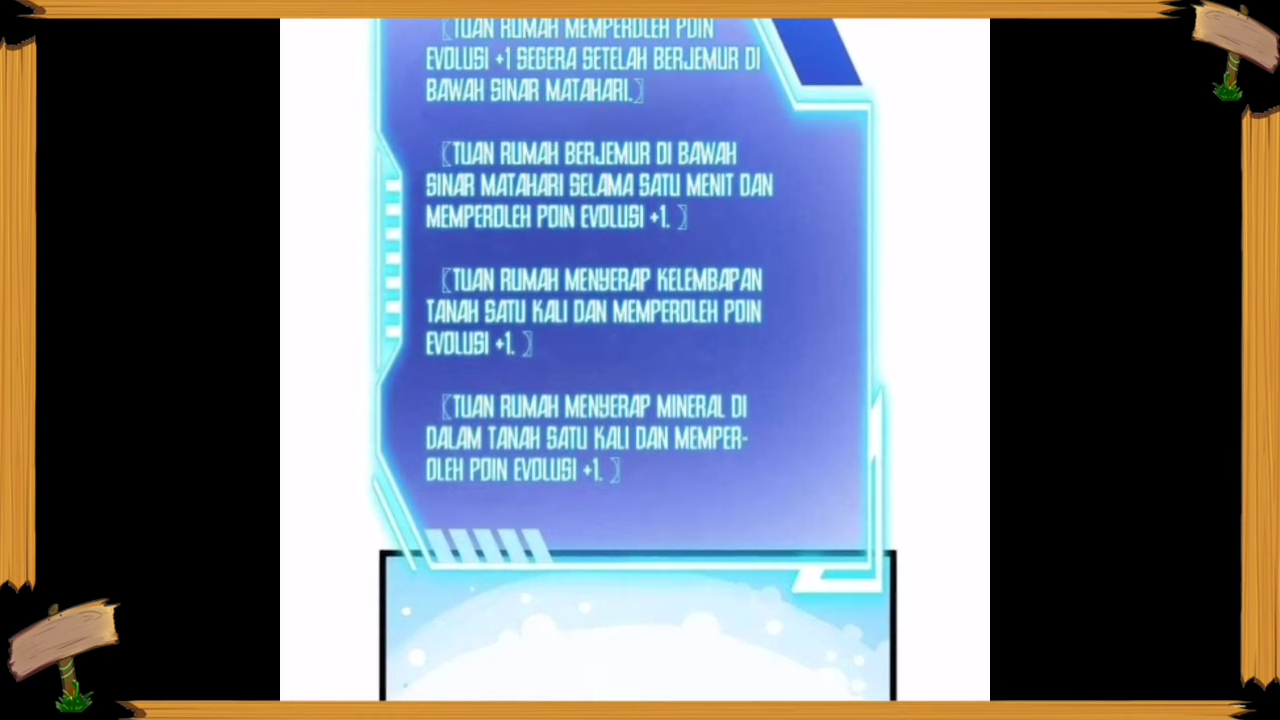 〖TUAN RUMAH MEMPEROLEH POIN
EVOLUSI +1 SEGERA SETELAH BERJEMUR DI
BAWAH SINAR MATAHARI.〗
〖TUAN RUMAH BERJEMUR DI BAWAH
SINAR MATAHARI SELAMA SATU MENIT DAN
MEMPEROLEH POIN EVOLUSI +1. 〗
〖TUAN RUMAH MENYERAP KELEMBAPAN
TANAH SATU KALI DAN MEMPEROLEH POIN
EVOLUSI +1. 〗
〖TUAN RUMAH MENYERAP MINERAL DI
DALAM TANAH SATU KALI DAN MEMPER-
OLEH POIN EVOLUSI +1. 〗